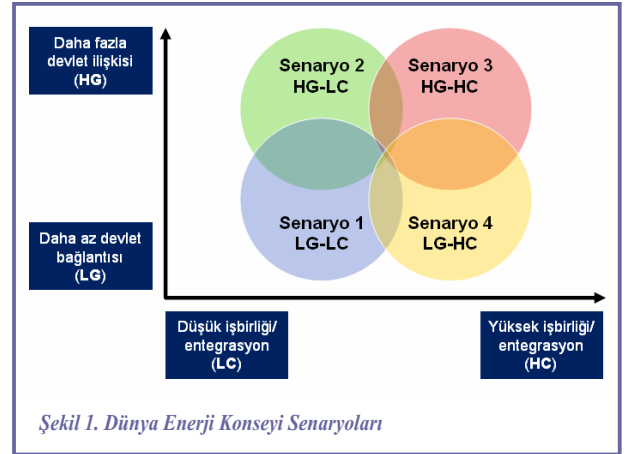 Daha fazla
devlet ilişkisi
(HG)
Senaryo 2
HG-LC
Senaryo 3
HG-HC
Daha az devlet
bağlantısı
(LG)
Senaryo 1
LG-LC
Senaryo 4
LG-HC
Düşük işbirliği/
entegrasyon
(LC)
Yüksek işbirliği/
entegrasyon
(HC)
Şekil 1. Dünya Enerji Konseyi Senaryoları